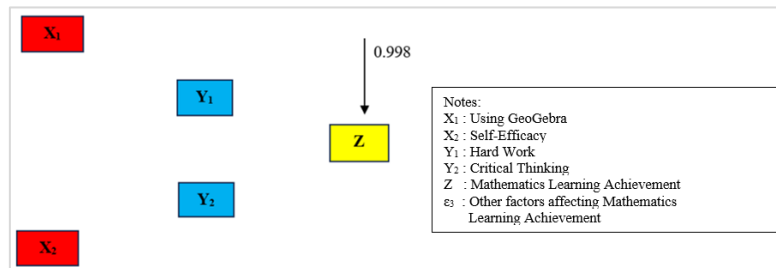 X₁
0.998
Y₁
Z
Y₂
X₂
Notes:
X₁ : Using GeoGebra
X₂ : Self-Efficacy
Y₁ : Hard Work
Y₂ : Critical Thinking
Z : Mathematics Learning Achievement
ε₃ : Other factors affecting Mathematics
Learning Achievement